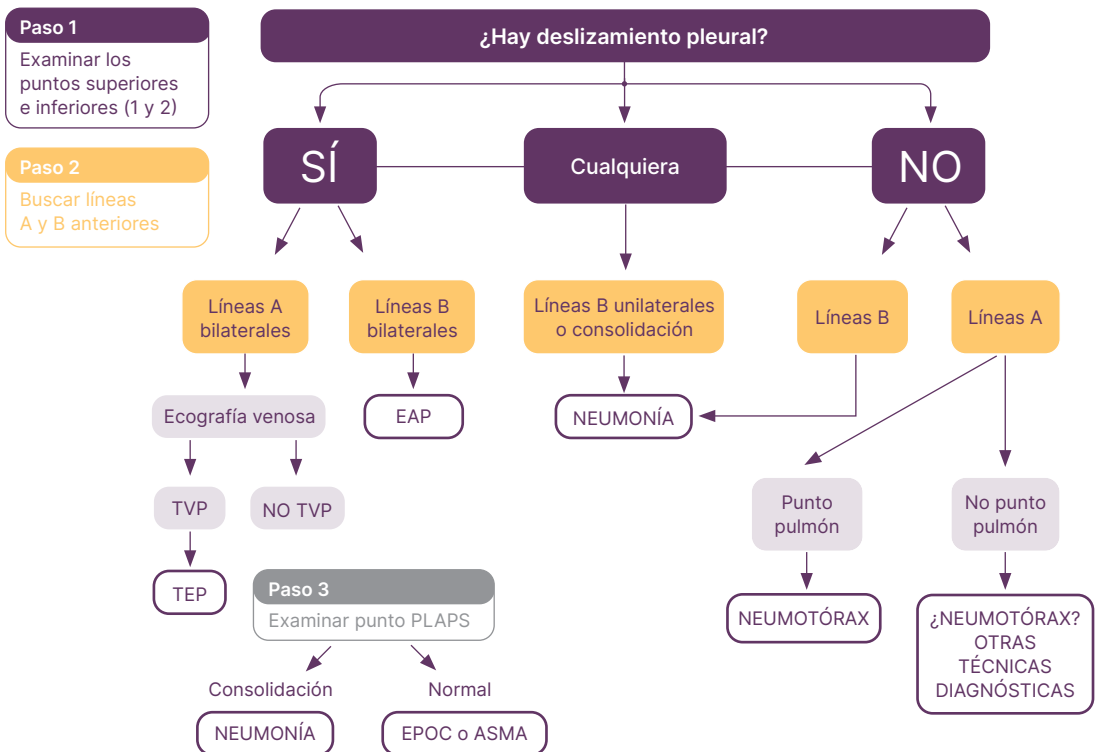 Paso 1
Examinar los
puntos superiores
e inferiores (1 y 2)
¿Hay deslizamiento pleural?
Paso 2
Buscar líneas
A y B anteriores
SÍ
Cualquiera
NO
Líneas A
bilaterales
Líneas B
bilaterales
Líneas B unilaterales
o consolidación
Líneas B
Líneas A
Ecografía venosa
EAP
NEUMONÍA
TVP
NO TVP
Punto
pulmón
No punto
pulmón
TEP
Paso 3
Examinar punto PLAPS
NEUMOTÓRAX
¿NEUMOTÓRAX?
OTRAS
TÉCNICAS
DIAGNÓSTICAS
Consolidación
Normal
NEUMONÍA
EPOC o ASMA